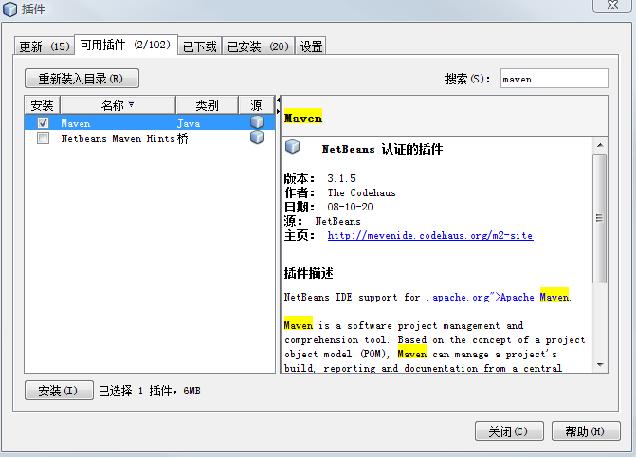 插件
更新 (15) 可用插件 (2/102) 已下载 已安装 (20) 设置
重新装入目录(R) 搜索(S): maven
安装 名称 类别 源
Maven Java
Netbeans Maven Hints 桥
Maven
NetBeans 认证的插件
版本: 3.1.5
作者: The Codehaus
日期: 08-10-20
源: NetBeans
主页: http://mevenide.codehaus.org/m2-site
插件描述
NetBeans IDE support for .apache.org">Apache Maven.
Maven is a software project management and
comprehension tool. Based on the concept of a project
object model (POM), Maven can manage a project's
build, reporting and documentation from a central
安装(I) 已选择 1 插件，6MB
关闭(C) 帮助(H)